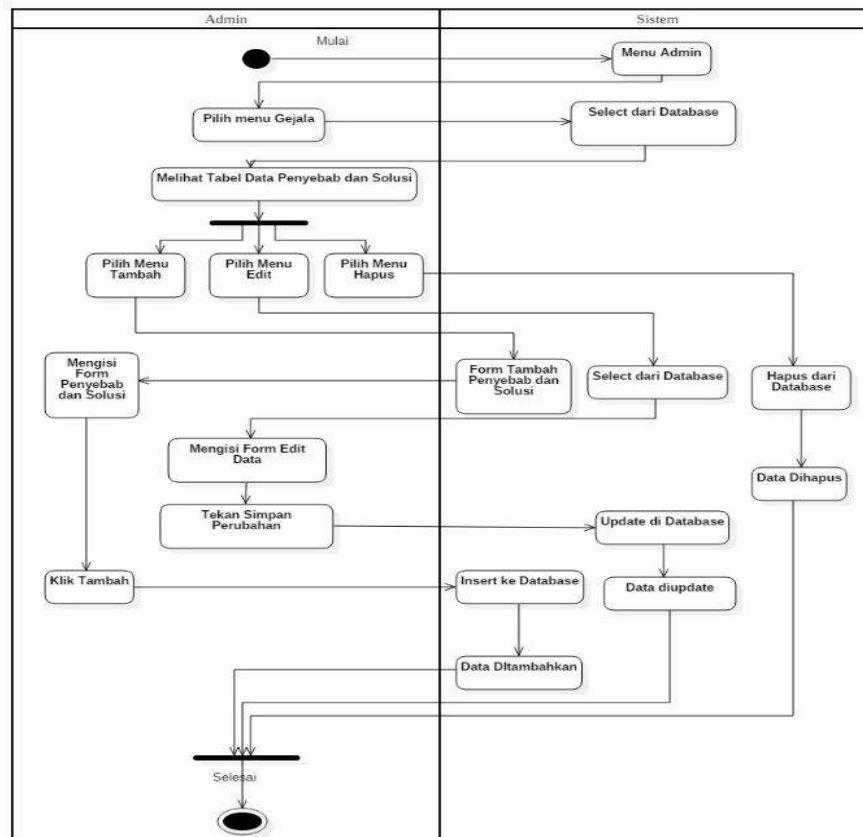 Admin
Sistem
Mulai
Menu Admin
Pilih menu Gejala
Select dari Database
Melihat Tabel Data Penyebab dan Solusi
Pilih Menu
Tambah
Pilih Menu
Edit
Pilih Menu
Hapus
Mengisi
Form
Penyebab
dan Solusi
Form Tambah
Penyebab dan
Solusi
Select dari Database
Hapus dari
Database
Mengisi Form Edit
Data
Data Dihapus
Tekan Simpan
Perubahan
Update di Database
Klik Tambah
Insert ke Database
Data diupdate
Data DItambahkan
Selesai